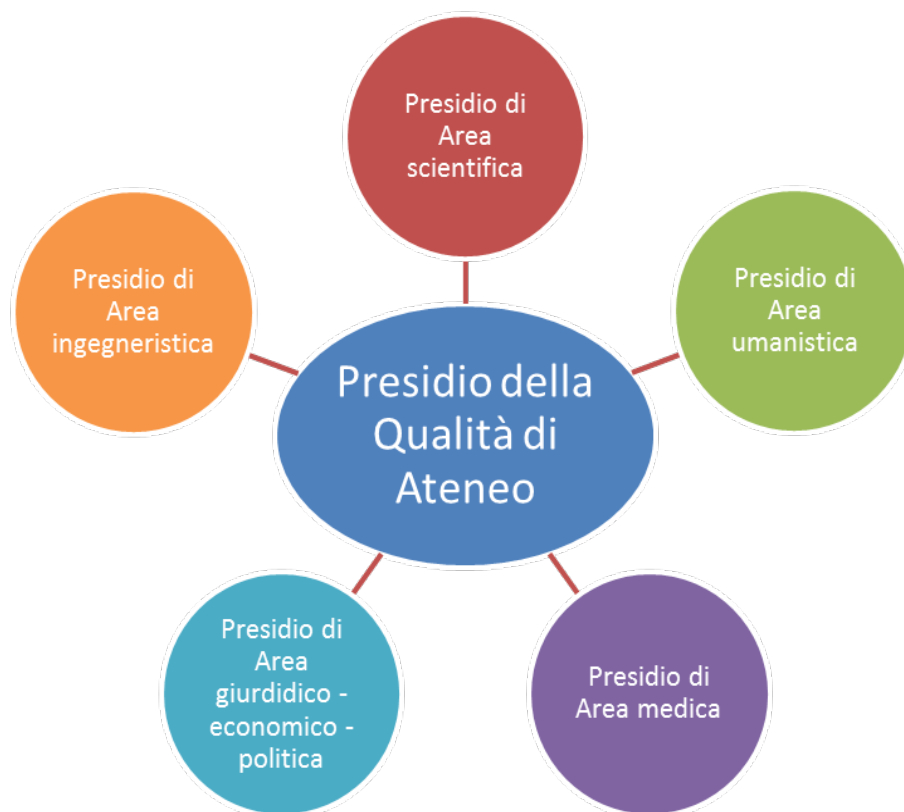 Presidio di
Area
scientifica
Presidio di
Area
ingegneristica
Presidio di
Area
umanistica
Presidio della
Qualità di
Ateneo
Presidio di
Area
giurdidico -
economico -
politica
Presidio di
Area medica